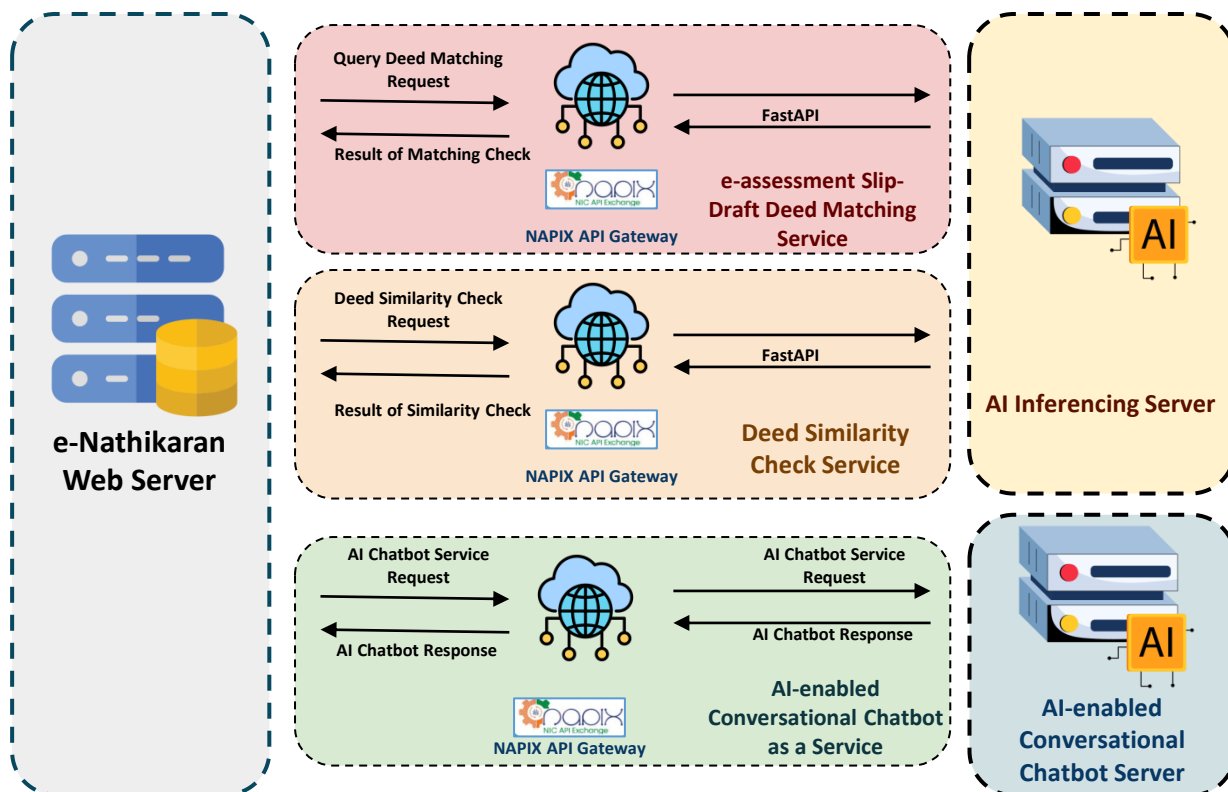 e-Nathikaran
Web Server
Query Deed Matching
Request
Result of Matching Check
FastAPI
napix
NIC API Exchange
NAPIX API Gateway
e-assessment Slip-
Draft Deed Matching
Service
Deed Similarity Check
Request
Result of Similarity Check
FastAPI
napix
NIC API Exchange
NAPIX API Gateway
Deed Similarity
Check Service
AI Chatbot Service
Request
AI Chatbot Response
AI Chatbot Service
Request
AI Chatbot Response
napix
NIC API Exchange
NAPIX API Gateway
AI-enabled
Conversational Chatbot
as a Service
AI
AI Inferencing Server
AI
AI-enabled
Conversational
Chatbot Server